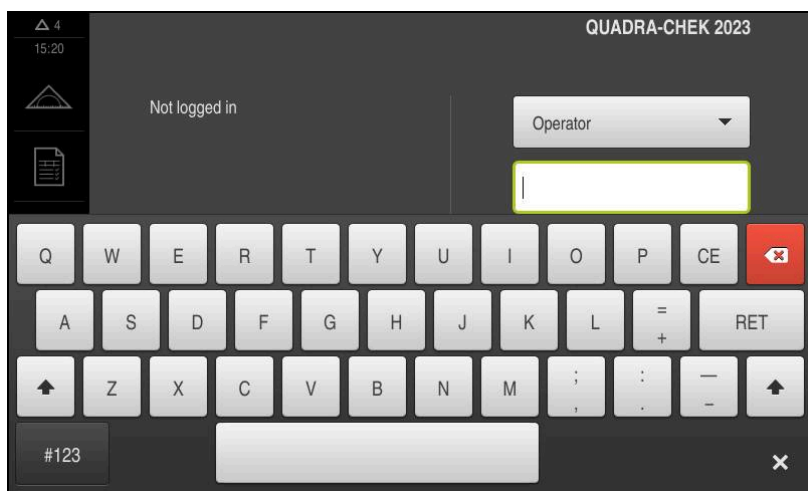 4
QUADRA-CHEK 2023
15:20
Not logged in
Operator
Q W E R T Y U I O P CE
A S D F G H J K L = + RET
Z X C V B N M ; , : . — –
#123